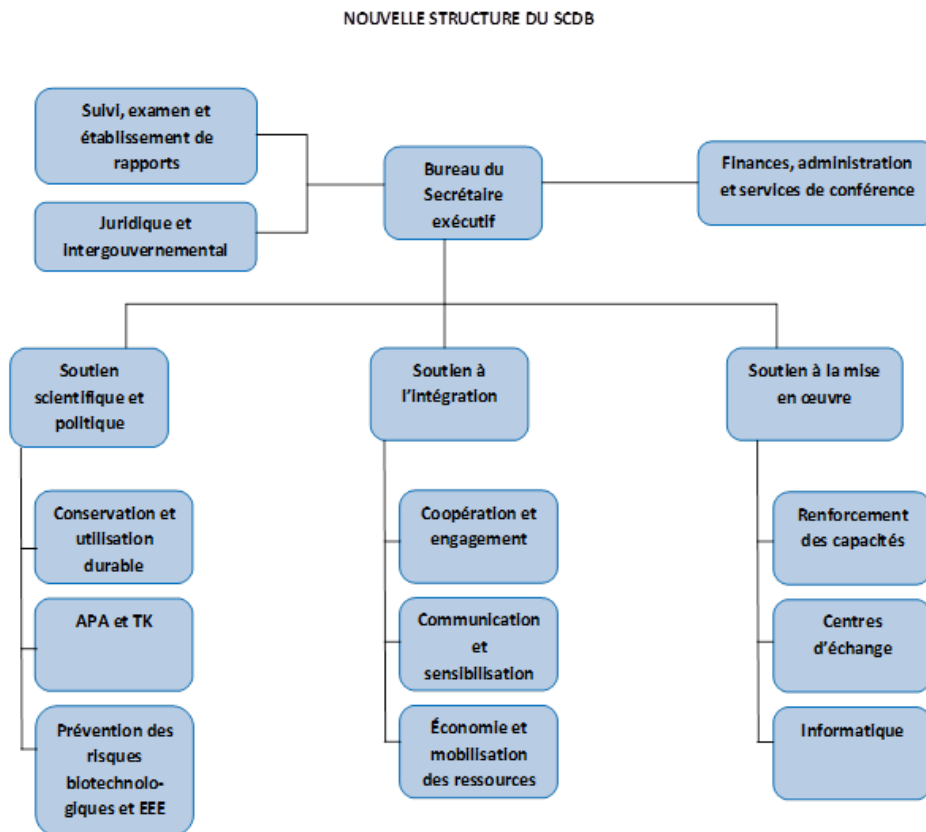 NOUVELLE STRUCTURE DU SCDB
Suivi, examen et
établissement de
rapports
Juridique et
intergouvernemental
Bureau du
Secrétaire
exécutif
Finances, administration
et services de conférence
Soutien
scientifique et
politique
Soutien à
l'intégration
Soutien à la mise
en œuvre
Conservation et
utilisation
durable
APA et TK
Prévention des
risques
biotechnolo-
giques et EEE
Coopération et
engagement
Communication
et
sensibilisation
Économie et
mobilisation
des ressources
Renforcement
des capacités
Centres
d'échange
Informatique